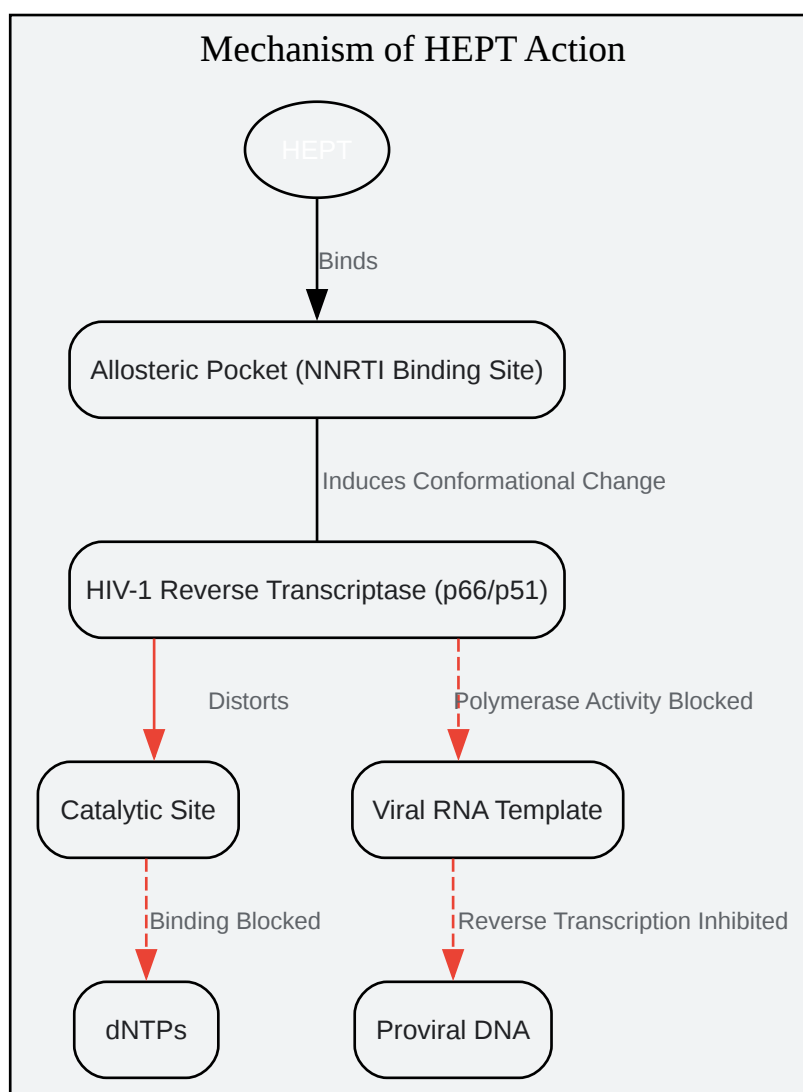 Mechanism of HEPT Action
HEPT
Binds
Allosteric Pocket (NNRTI Binding Site)
Induces Conformational Change
HIV-1 Reverse Transcriptase (p66/p51)
Distorts
Polymerase Activity Blocked
Catalytic Site
Viral RNA Template
Binding Blocked
Reverse Transcription Inhibited
dNTPs
Proviral DNA